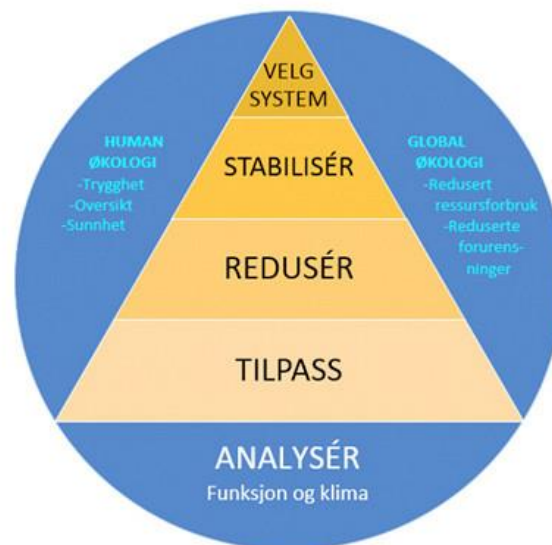 VELG
SYSTEM
HUMAN
ØKOLOGI
-Trygghet
-Oversikt
-Sunnhet
GLOBAL
ØKOLOGI
-Redusert
ressursforbruk
-Reduserte
forurens-
ninger
STABILISÉR
REDUSÉR
TILPASS
ANALYSÉR
Funksjon og klima